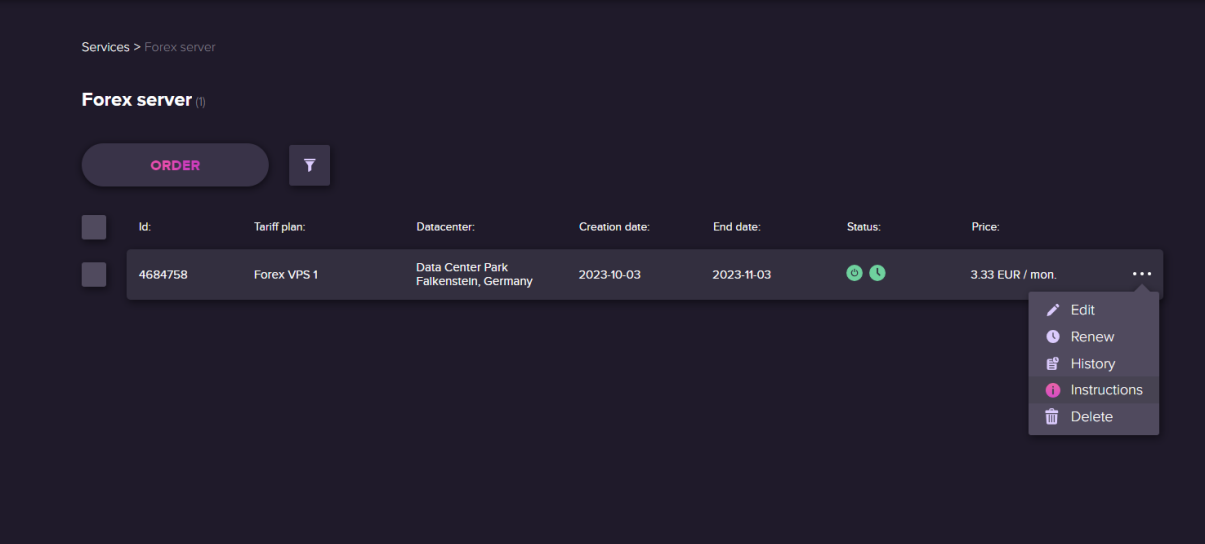 Services > Forex server
Forex server (1)
ORDER
Id: Tariff plan: Datacenter: Creation date: End date: Status: Price:
4684758 Forex VPS 1 Data Center Park 2023-10-03 2023-11-03 3.33 EUR / mon.
Falkenstein, Germany
Edit
Renew
History
Instructions
Delete